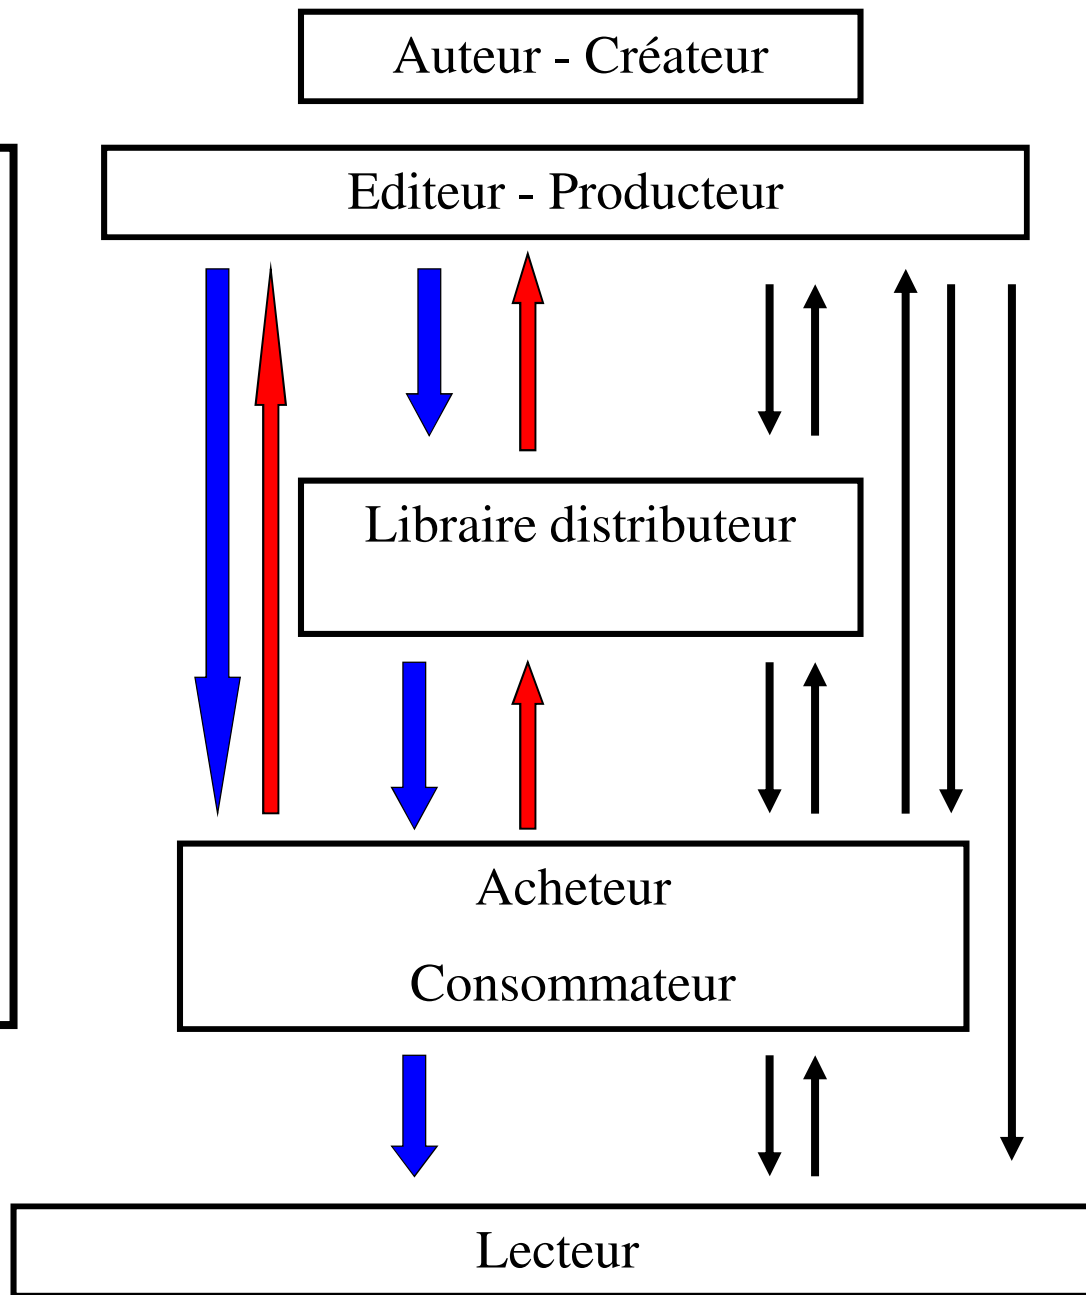 Auteur - Créateur
Editeur - Producteur
Libraire distributeur
Acheteur
Consommateur
Lecteur